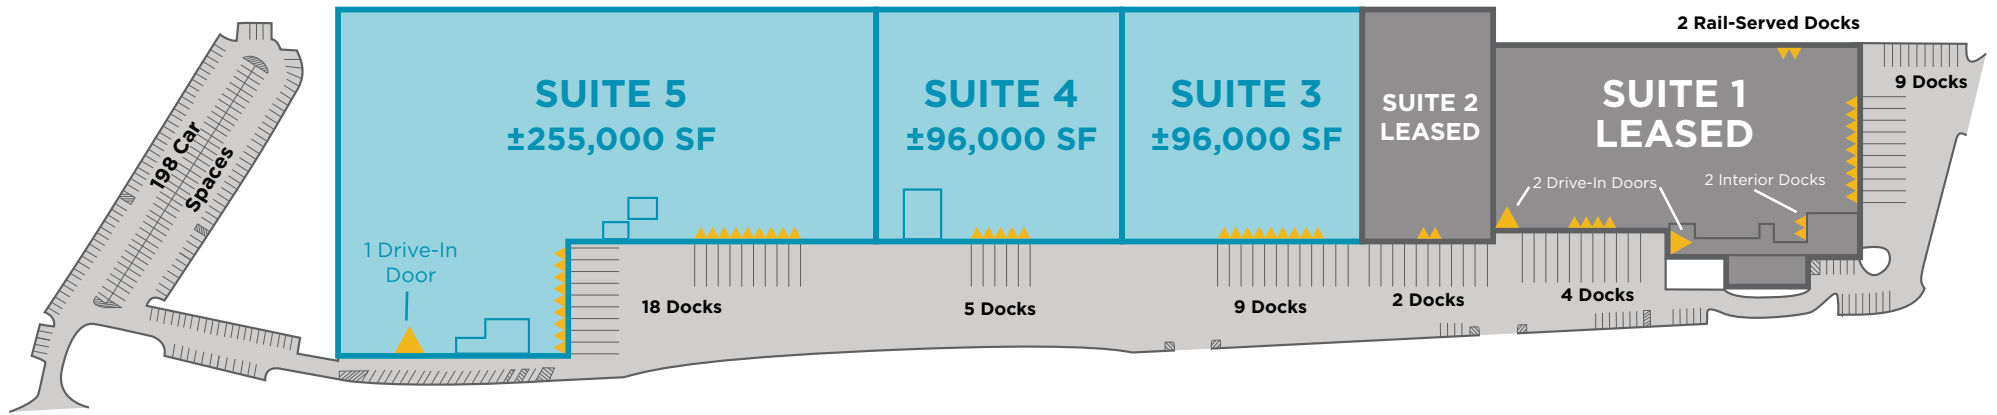 2 Rail-Served Docks
9 Docks
SUITE 5
±255,000 SF
SUITE 4
±96,000 SF
SUITE 3
±96,000 SF
SUITE 2
LEASED
SUITE 1
LEASED
198 Car
Spaces
2 Drive-In Doors
2 Interior Docks
1 Drive-In
Door
18 Docks
5 Docks
9 Docks
2 Docks
4 Docks